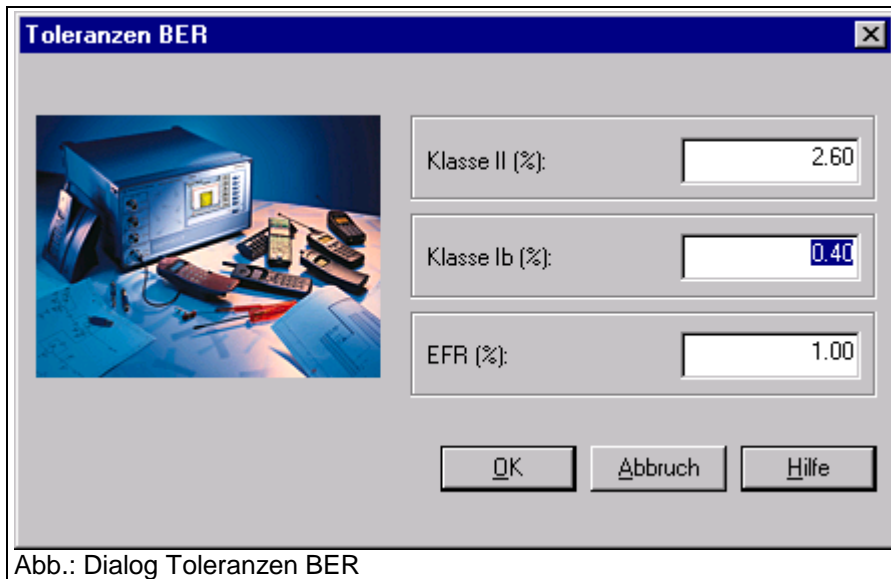 Toleranzen BER
Klasse II (%):
2.60
Klasse Ib (%):
0.40
EFR (%):
1.00
OK
Abbruch
Hilfe
Abb.: Dialog Toleranzen BER